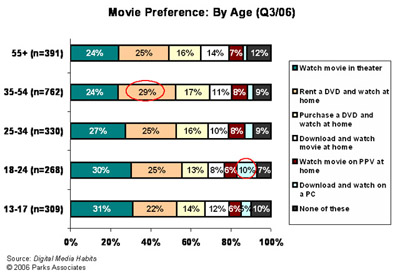 Movie Preference: By Age (Q3/06)
55+ (n=391) 24% 25% 16% 14% 7% 12%
35-54 (n=762) 24% 29% 17% 11% 8% 9%
25-34 (n=330) 27% 25% 16% 10% 8% 9%
18-24 (n=268) 30% 25% 13% 8% 6% 10% 7%
13-17 (n=309) 31% 22% 14% 12% 6% 10%
0% 20% 40% 60% 80% 100%
Watch movie in theater
Rent a DVD and watch at
home
Purchase a DVD and
watch at home
Download and watch
movie at home
Watch movie on PPV at
home
Download and watch on
a PC
None of these
Source: Digital Media Habits
© 2006 Parks Associates